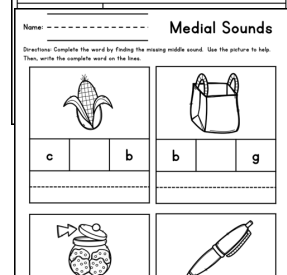 Name:
Medial Sounds
Directions: Complete the word by finding the missing middle sound. Use the picture to help.
Then, write the complete word on the lines.
c b b g